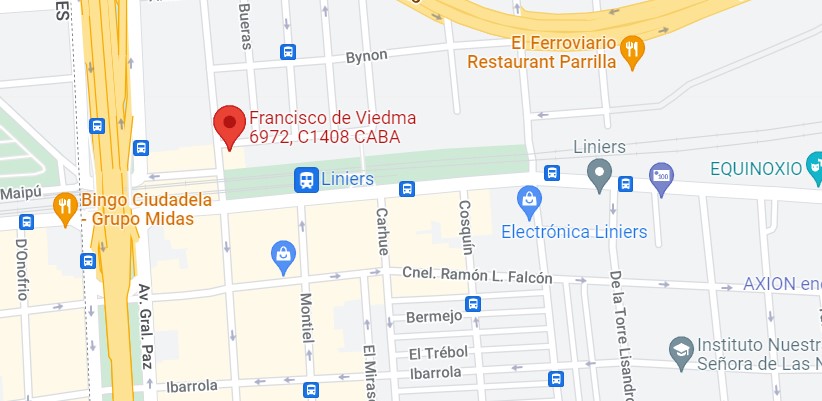 ES
Bueras
Bynon
El Ferroviario
Restaurant Parrilla
Francisco de Viedma
6972, C1408 CABA
Liniers
Liniers
EQUINOXIO
Maipú
Bingo Ciudadela
- Grupo Midas
D'Onofrio
Carhue
Cosquín
Electrónica Liniers
Cnel. Ramón L. Falcón
De la Torre Lisandro
AXION ene
Av. Gral. Paz
Montiel
Bermejo
El Mirasol
El Trébol
Ibarrola
Ibarrola
Instituto Nuestr
Señora de Las N
100